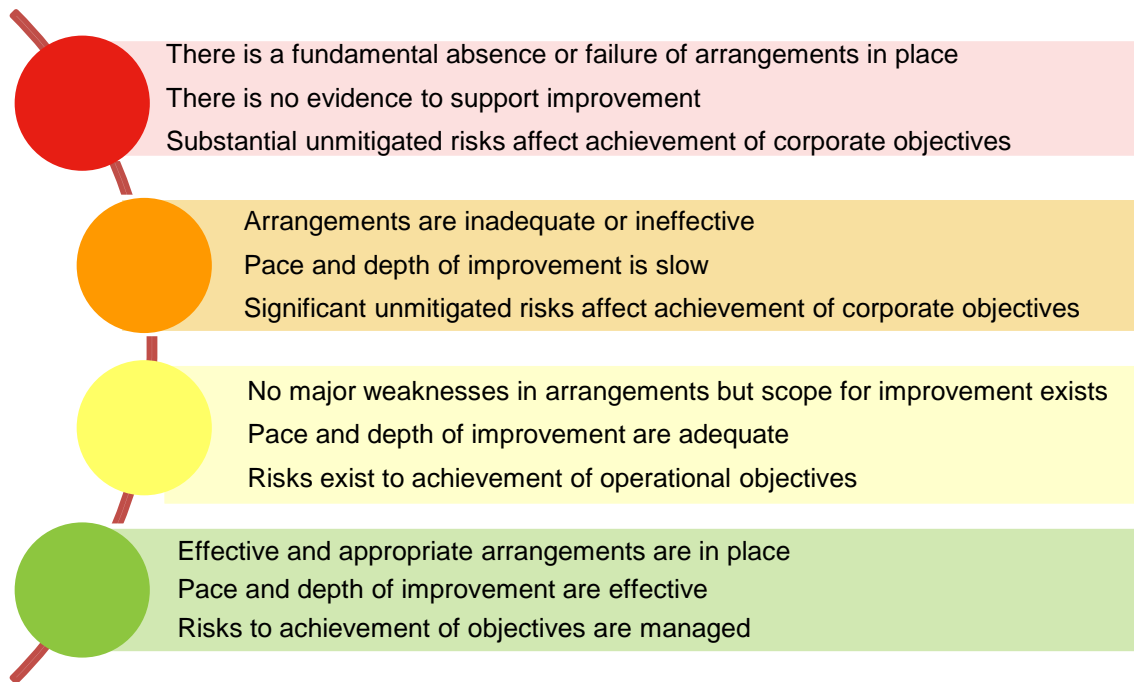 There is a fundamental absence or failure of arrangements in place
There is no evidence to support improvement
Substantial unmitigated risks affect achievement of corporate objectives
Arrangements are inadequate or ineffective
Pace and depth of improvement is slow
Significant unmitigated risks affect achievement of corporate objectives
No major weaknesses in arrangements but scope for improvement exists
Pace and depth of improvement are adequate
Risks exist to achievement of operational objectives
Effective and appropriate arrangements are in place
Pace and depth of improvement are effective
Risks to achievement of objectives are managed